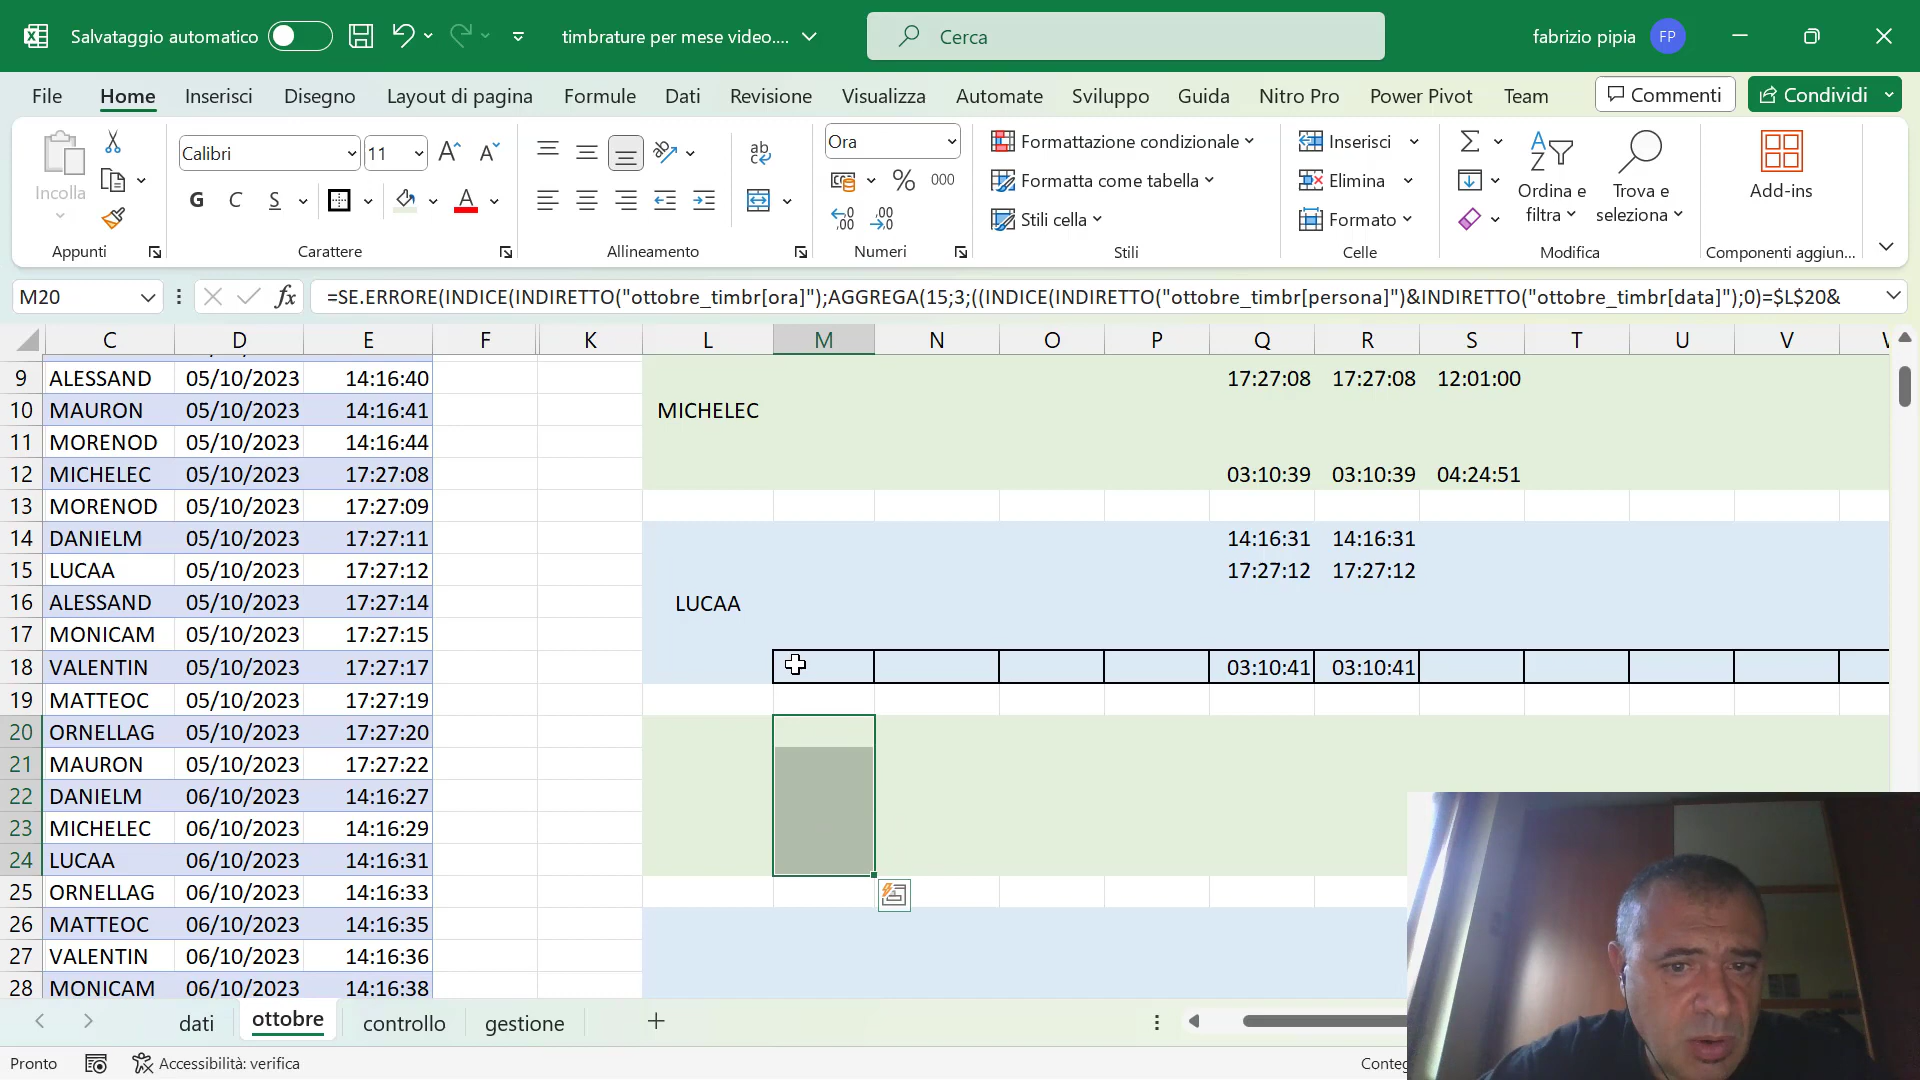 Salvataggio automatico
timbrature per mese video....
Cerca
fabrizio pipia
FP
File Home Inserisci Disegno Layout di pagina Formule Dati Revisione Visualizza Automate Sviluppo Guida Nitro Pro Power Pivot Team
Commenti
Condividi
Incolla
Appunti
Calibri 11
G C S
Carattere
ab
Allineamento
Ora
% 000
Numeri
Formattazione condizionale
Formatta come tabella
Stili cella
Stili
Inserisci
Elimina
Formato
Celle
Ordina e
filtra
Trova e
seleziona
Modifica
Add-ins
Componenti aggiun...
M20
fx
=SE.ERRORE(INDICE(INDIRETTO("ottobre_timbr[ora]");AGGREGA(15;3;((INDICE(INDIRETTO("ottobre_timbr[persona]")&INDIRETTO("ottobre_timbr[data]");0)=$L$20&
C D E F K L M N O P Q R S T U V
9 ALESSAND 05/10/2023 14:16:40 17:27:08 17:27:08 12:01:00
10 MAURON 05/10/2023 14:16:41 MICHELEC
11 MORENOD 05/10/2023 14:16:44
12 MICHELEC 05/10/2023 17:27:08 03:10:39 03:10:39 04:24:51
13 MORENOD 05/10/2023 17:27:09
14 DANIELM 05/10/2023 17:27:11 14:16:31 14:16:31
15 LUCAA 05/10/2023 17:27:12 17:27:12 17:27:12
16 ALESSAND 05/10/2023 17:27:14 LUCAA
17 MONICAM 05/10/2023 17:27:15
18 VALENTIN 05/10/2023 17:27:17 03:10:41 03:10:41
19 MATTEOC 05/10/2023 17:27:19
20 ORNELLAG 05/10/2023 17:27:20
21 MAURON 05/10/2023 17:27:22
22 DANIELM 06/10/2023 14:16:27
23 MICHELEC 06/10/2023 14:16:29
24 LUCAA 06/10/2023 14:16:31
25 ORNELLAG 06/10/2023 14:16:33
26 MATTEOC 06/10/2023 14:16:35
27 VALENTIN 06/10/2023 14:16:36
28 MONICAM 06/10/2023 14:16:38
dati ottobre controllo gestione
Pronto
Accessibilità: verifica